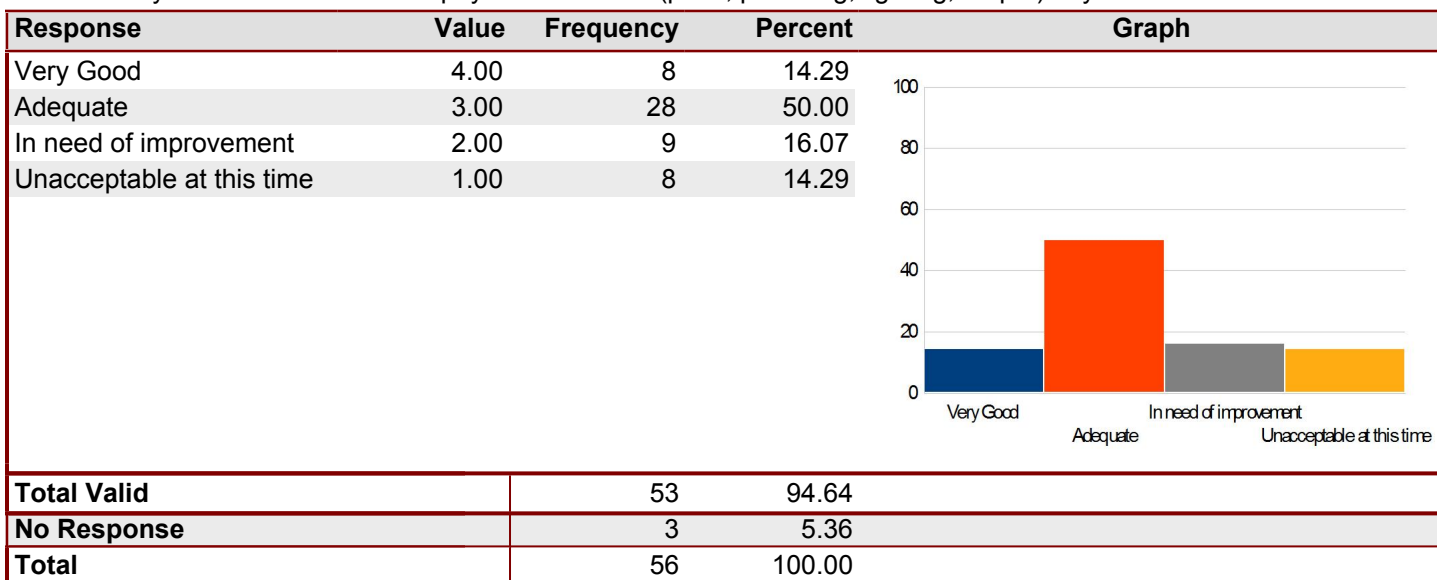 Response Value Frequency Percent Graph
Very Good 4.00 8 14.29
Adequate 3.00 28 50.00
In need of improvement 2.00 9 16.07
Unacceptable at this time 1.00 8 14.29
100
80
60
40
20
0
Very Good In need of improvement
Adequate Unacceptable at this time
Total Valid 53 94.64
No Response 3 5.36
Total 56 100.00